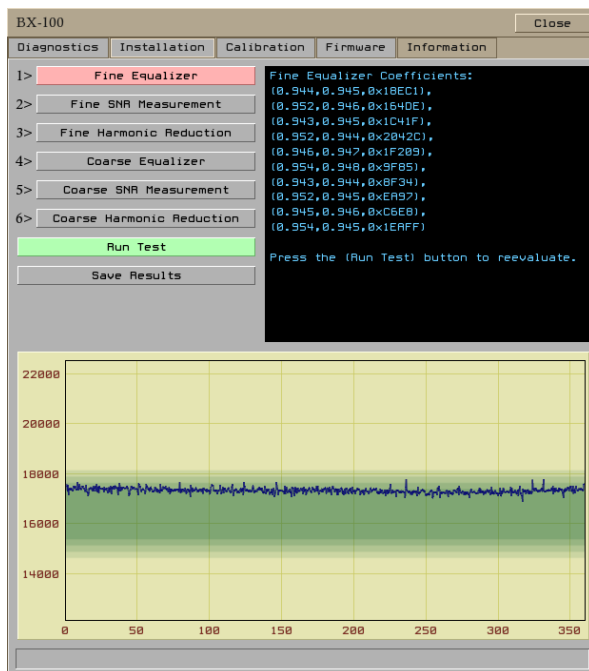 BX-100
Close
Diagnostics Installation Calibration Firmware Information
1> Fine Equalizer
2> Fine SNR Measurement
3> Fine Harmonic Reduction
4> Coarse Equalizer
5> Coarse SNR Measurement
6> Coarse Harmonic Reduction
Run Test
Save Results
Fine Equalizer Coefficients:
(0.944,0.945,0x18EC1),
(0.952,0.946,0x164DE),
(0.943,0.945,0x1C41F),
(0.952,0.944,0x2042C),
(0.946,0.947,0x1F209),
(0.954,0.948,0x9F85),
(0.943,0.944,0x8F34),
(0.952,0.945,0xEA97),
(0.945,0.946,0xC6E8),
(0.954,0.945,0x1EAFF)
Press the (Run Test) button to reevaluate.
22000
20000
18000
16000
14000
0 50 100 150 200 250 300 350